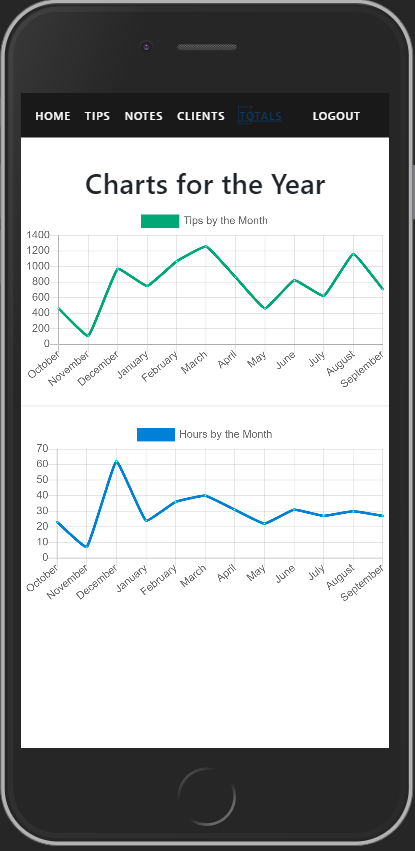 HOME TIPS NOTES CLIENTS TOTALS LOGOUT
Charts for the Year
Tips by the Month
1400
1200
1000
800
600
400
200
0
October November December January February March April May June July August September
Hours by the Month
70
60
50
40
30
20
10
0
October November December January February March April May June July August September